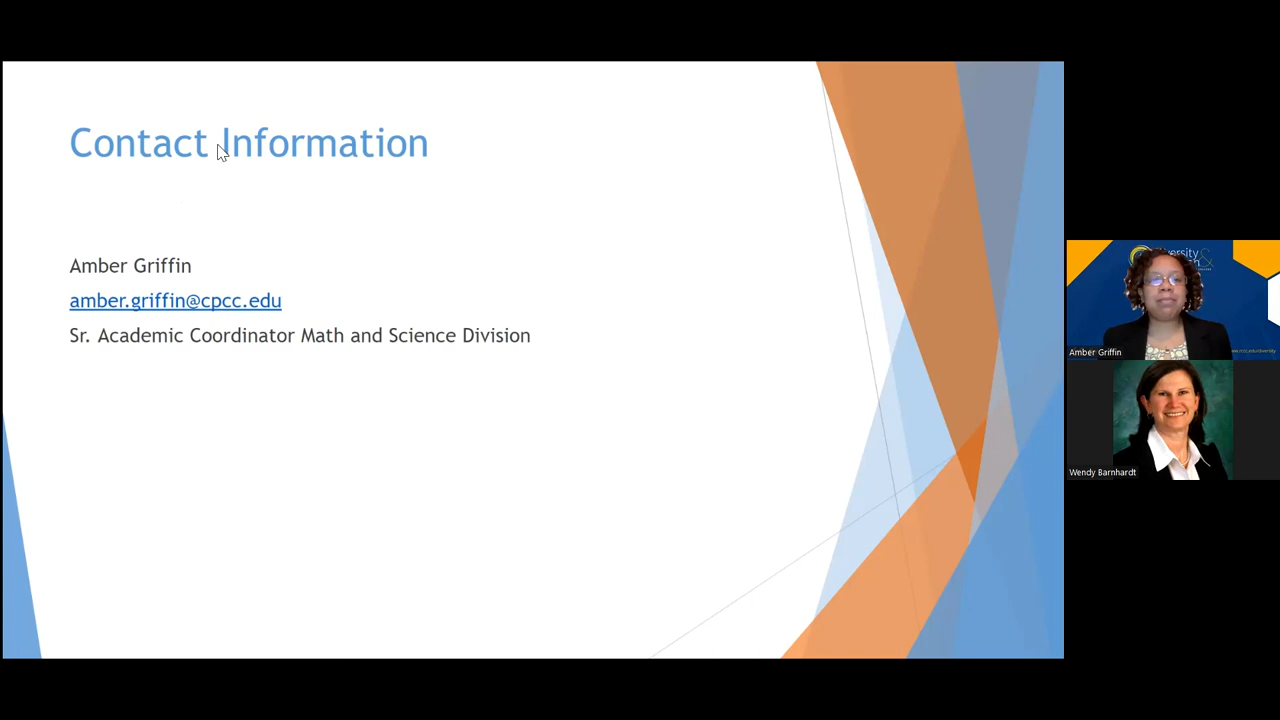 Contact Information
Amber Griffin
amber.griffin@cpcc.edu
Sr. Academic Coordinator Math and Science Division
Amber Griffin
Wendy Barnhardt